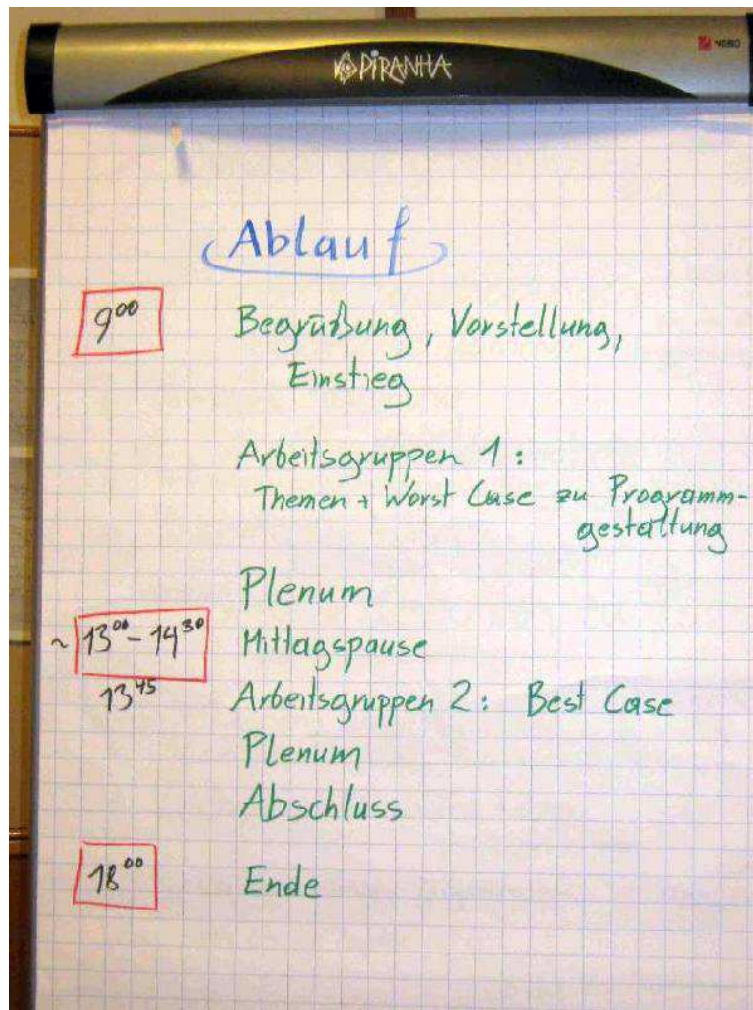 PiRANHA
Ablauf
9⁰⁰ Begrüßung, Vorstellung,
Einstieg
Arbeitsgruppen 1:
Themen + Worst Case zu Programm-
gestaltung
Plenum
~ 13⁰⁰ - 14³⁰ Mittagspause
13⁴⁵ Arbeitsgruppen 2: Best Case
Plenum
Abschluss
18⁰⁰ Ende